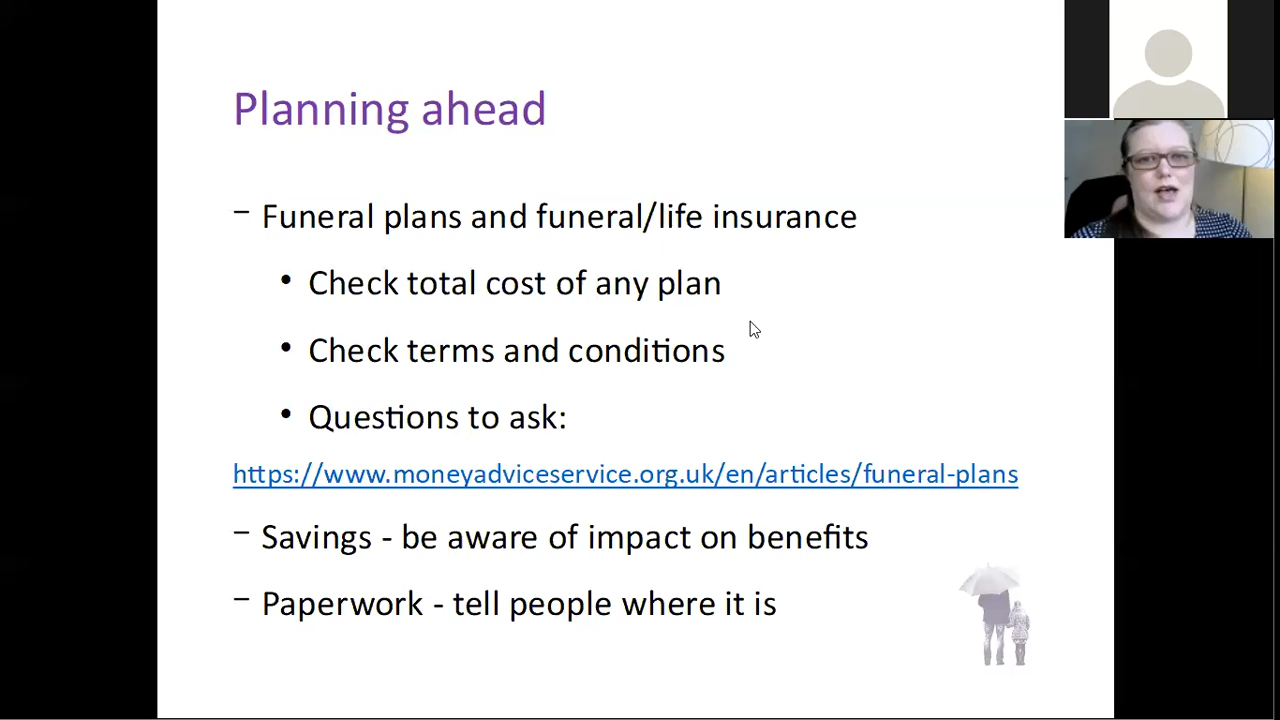 Planning ahead
– Funeral plans and funeral/life insurance
• Check total cost of any plan
• Check terms and conditions
• Questions to ask:
https://www.moneyadviceservice.org.uk/en/articles/funeral-plans
– Savings - be aware of impact on benefits
– Paperwork - tell people where it is